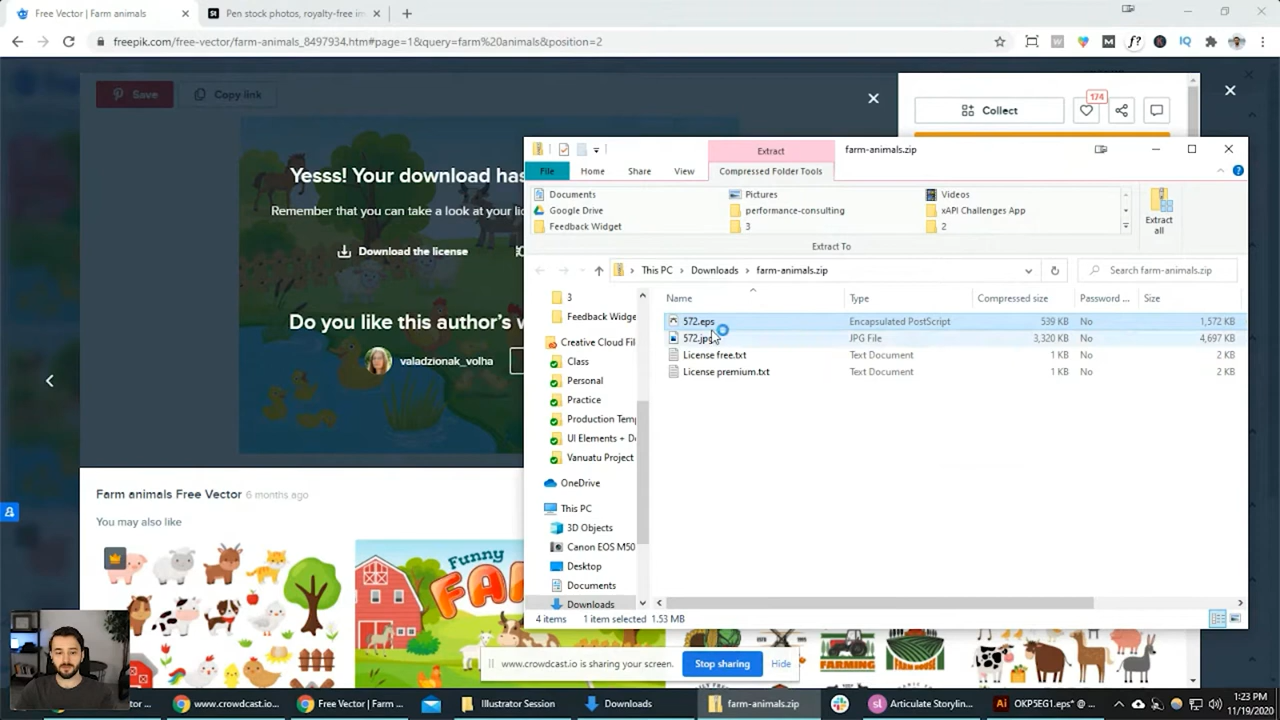 Free Vector | Farm animals
Pen stock photos, royalty-free im
freepik.com/free-vector/farm-animals_8497934.htm#page=1&query=farm%20animals&position=2
Save
Copy link
Collect
174
Yesss! Your download has
Remember that you can take a look at your lic
Download the license
Do you like this author's w
valadzionak_volha
Farm animals Free Vector 6 months ago
You may also like
Funny
FA
FARMING
FARM HOUSE
Extract
farm-animals.zip
File
Home
Share
View
Compressed Folder Tools
Documents
Pictures
Videos
Google Drive
performance-consulting
xAPI Challenges App
Feedback Widget
3
2
Extract all
Extract To
This PC
Downloads
farm-animals.zip
Search farm-animals.zip
Name
Type
Compressed size
Password ...
Size
572.eps Encapsulated PostScript 539 KB No 1,572 KB
572.jpg JPG File 3,320 KB No 4,697 KB
License free.txt Text Document 1 KB No 2 KB
License premium.txt Text Document 1 KB No 2 KB
3
Feedback Widge
Creative Cloud Fil
Class
Personal
Practice
Production Temp
UI Elements + De
Vanuatu Project
OneDrive
This PC
3D Objects
Canon EOS M50
Desktop
Documents
Downloads
4 items 1 item selected 1.53 MB
www.crowdcast.io is sharing your screen.
Stop sharing
Hide
www.crowdcast...
Free Vector | Farm ...
Illustrator Session
Downloads
farm-animals.zip
Articulate Storylin...
OKP5EG1.eps* @ ...
1:23 PM
11/19/2020